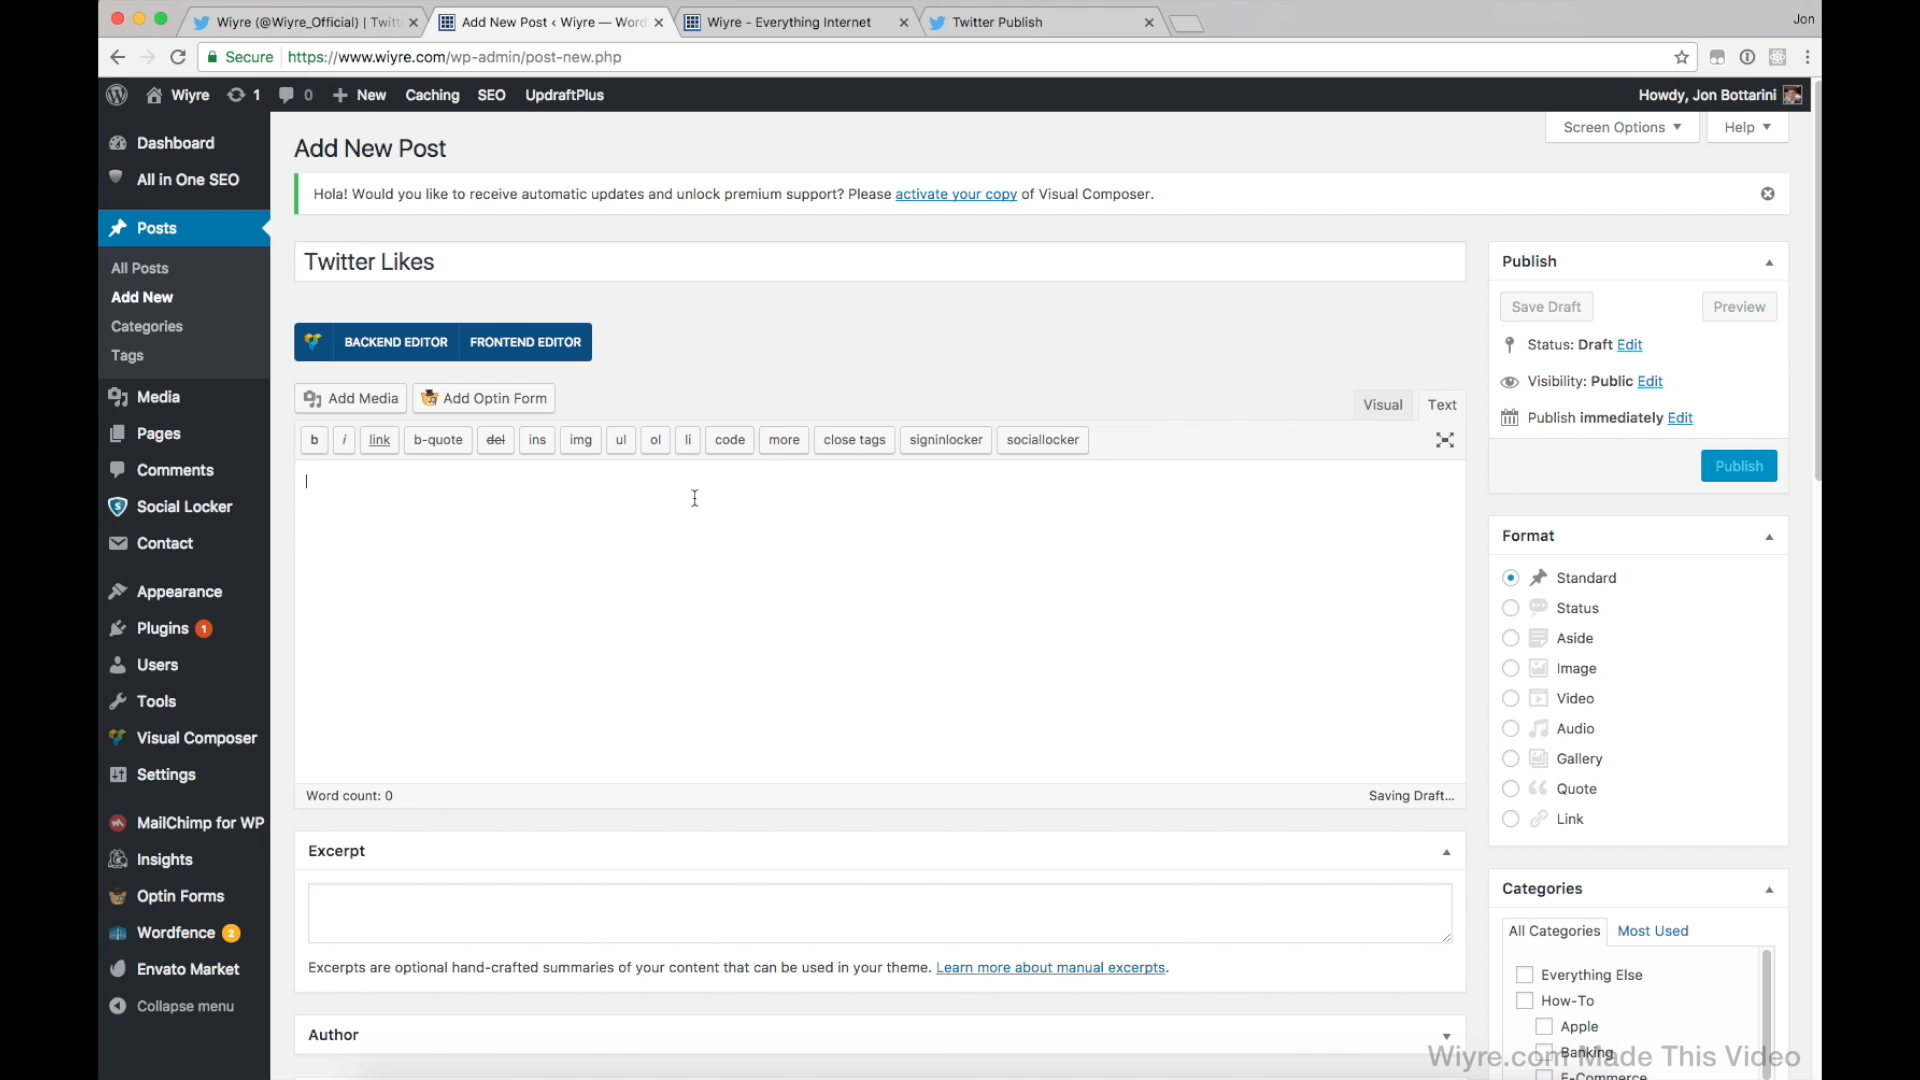 Wiyre (@Wiyre_Official) | Twitt
Add New Post ‹ Wiyre — Word
Wiyre - Everything Internet
Twitter Publish
Jon
Secure
https://www.wiyre.com/wp-admin/post-new.php
Wiyre
1
0
New
Caching
SEO
UpdraftPlus
Howdy, Jon Bottarini
Dashboard
All in One SEO
Posts
All Posts
Add New
Categories
Tags
Media
Pages
Comments
Social Locker
Contact
Appearance
Plugins 1
Users
Tools
Visual Composer
Settings
MailChimp for WP
Insights
Optin Forms
Wordfence 2
Envato Market
Collapse menu
Screen Options
Help
Add New Post
Hola! Would you like to receive automatic updates and unlock premium support? Please activate your copy of Visual Composer.
Twitter Likes
BACKEND EDITOR
FRONTEND EDITOR
Add Media
Add Optin Form
Visual
Text
b
i
link
b-quote
del
ins
img
ul
ol
li
code
more
close tags
signinlocker
sociallocker
Word count: 0
Saving Draft...
Excerpt
Excerpts are optional hand-crafted summaries of your content that can be used in your theme. Learn more about manual excerpts.
Author
Publish
Save Draft
Preview
Status: Draft Edit
Visibility: Public Edit
Publish immediately Edit
Publish
Format
Standard
Status
Aside
Image
Video
Audio
Gallery
Quote
Link
Categories
All Categories
Most Used
Everything Else
How-To
Apple
Banking
E-Commerce
Wiyre.com Made This Video